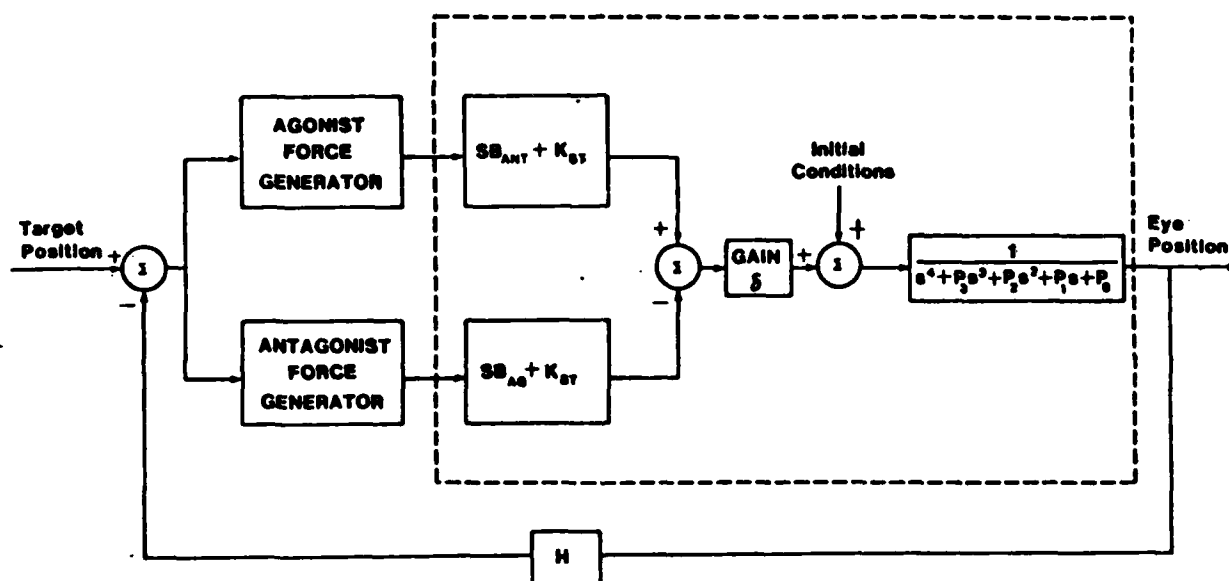 AGONIST
FORCE
GENERATOR
SB_ANT + K_ST
Initial
Conditions
Target
Position
+
Σ
−
+
Σ
−
GAIN
δ
+
+
Σ
1
s⁴+P₃s³+P₂s²+P₁s+P₀
Eye
Position
ANTAGONIST
FORCE
GENERATOR
SB_AG + K_ST
H